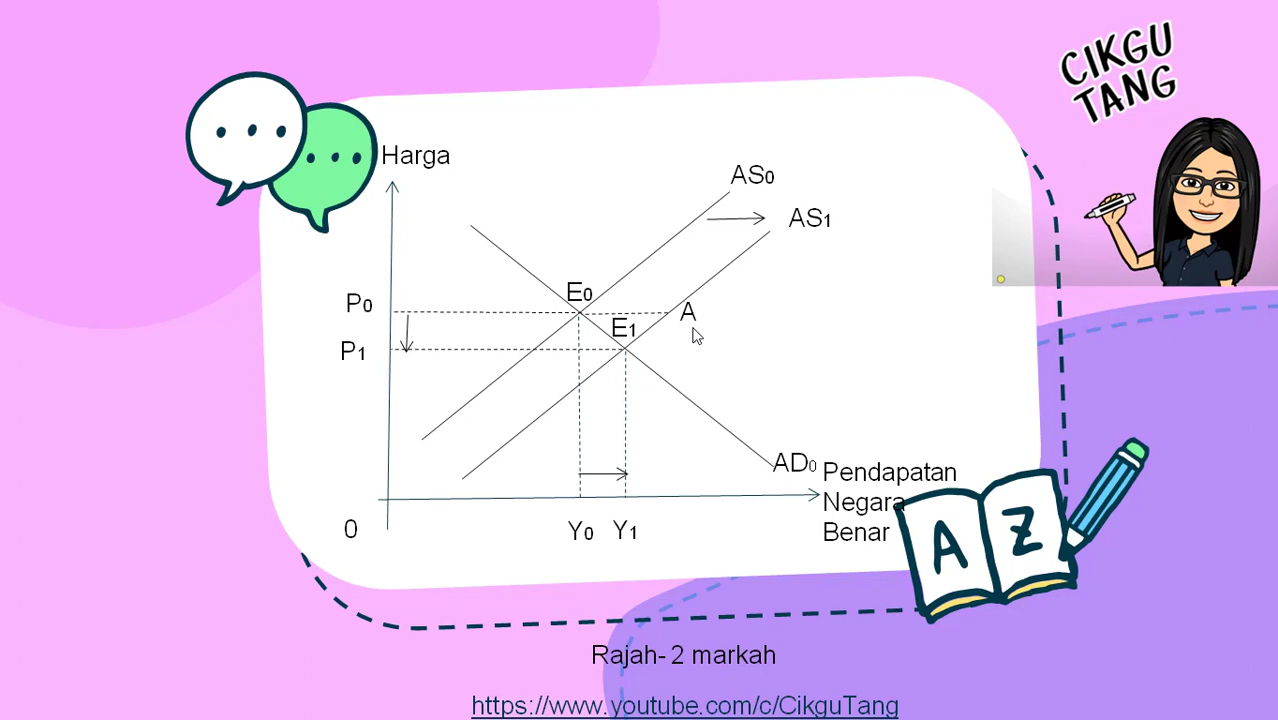 CIKGU
TANG
Harga
AS0
AS1
E0
P0
A
E1
P1
AD0
Pendapatan
Negara
Benar
0
Y0
Y1
A
Z
Rajah- 2 markah
https://www.youtube.com/c/CikguTang